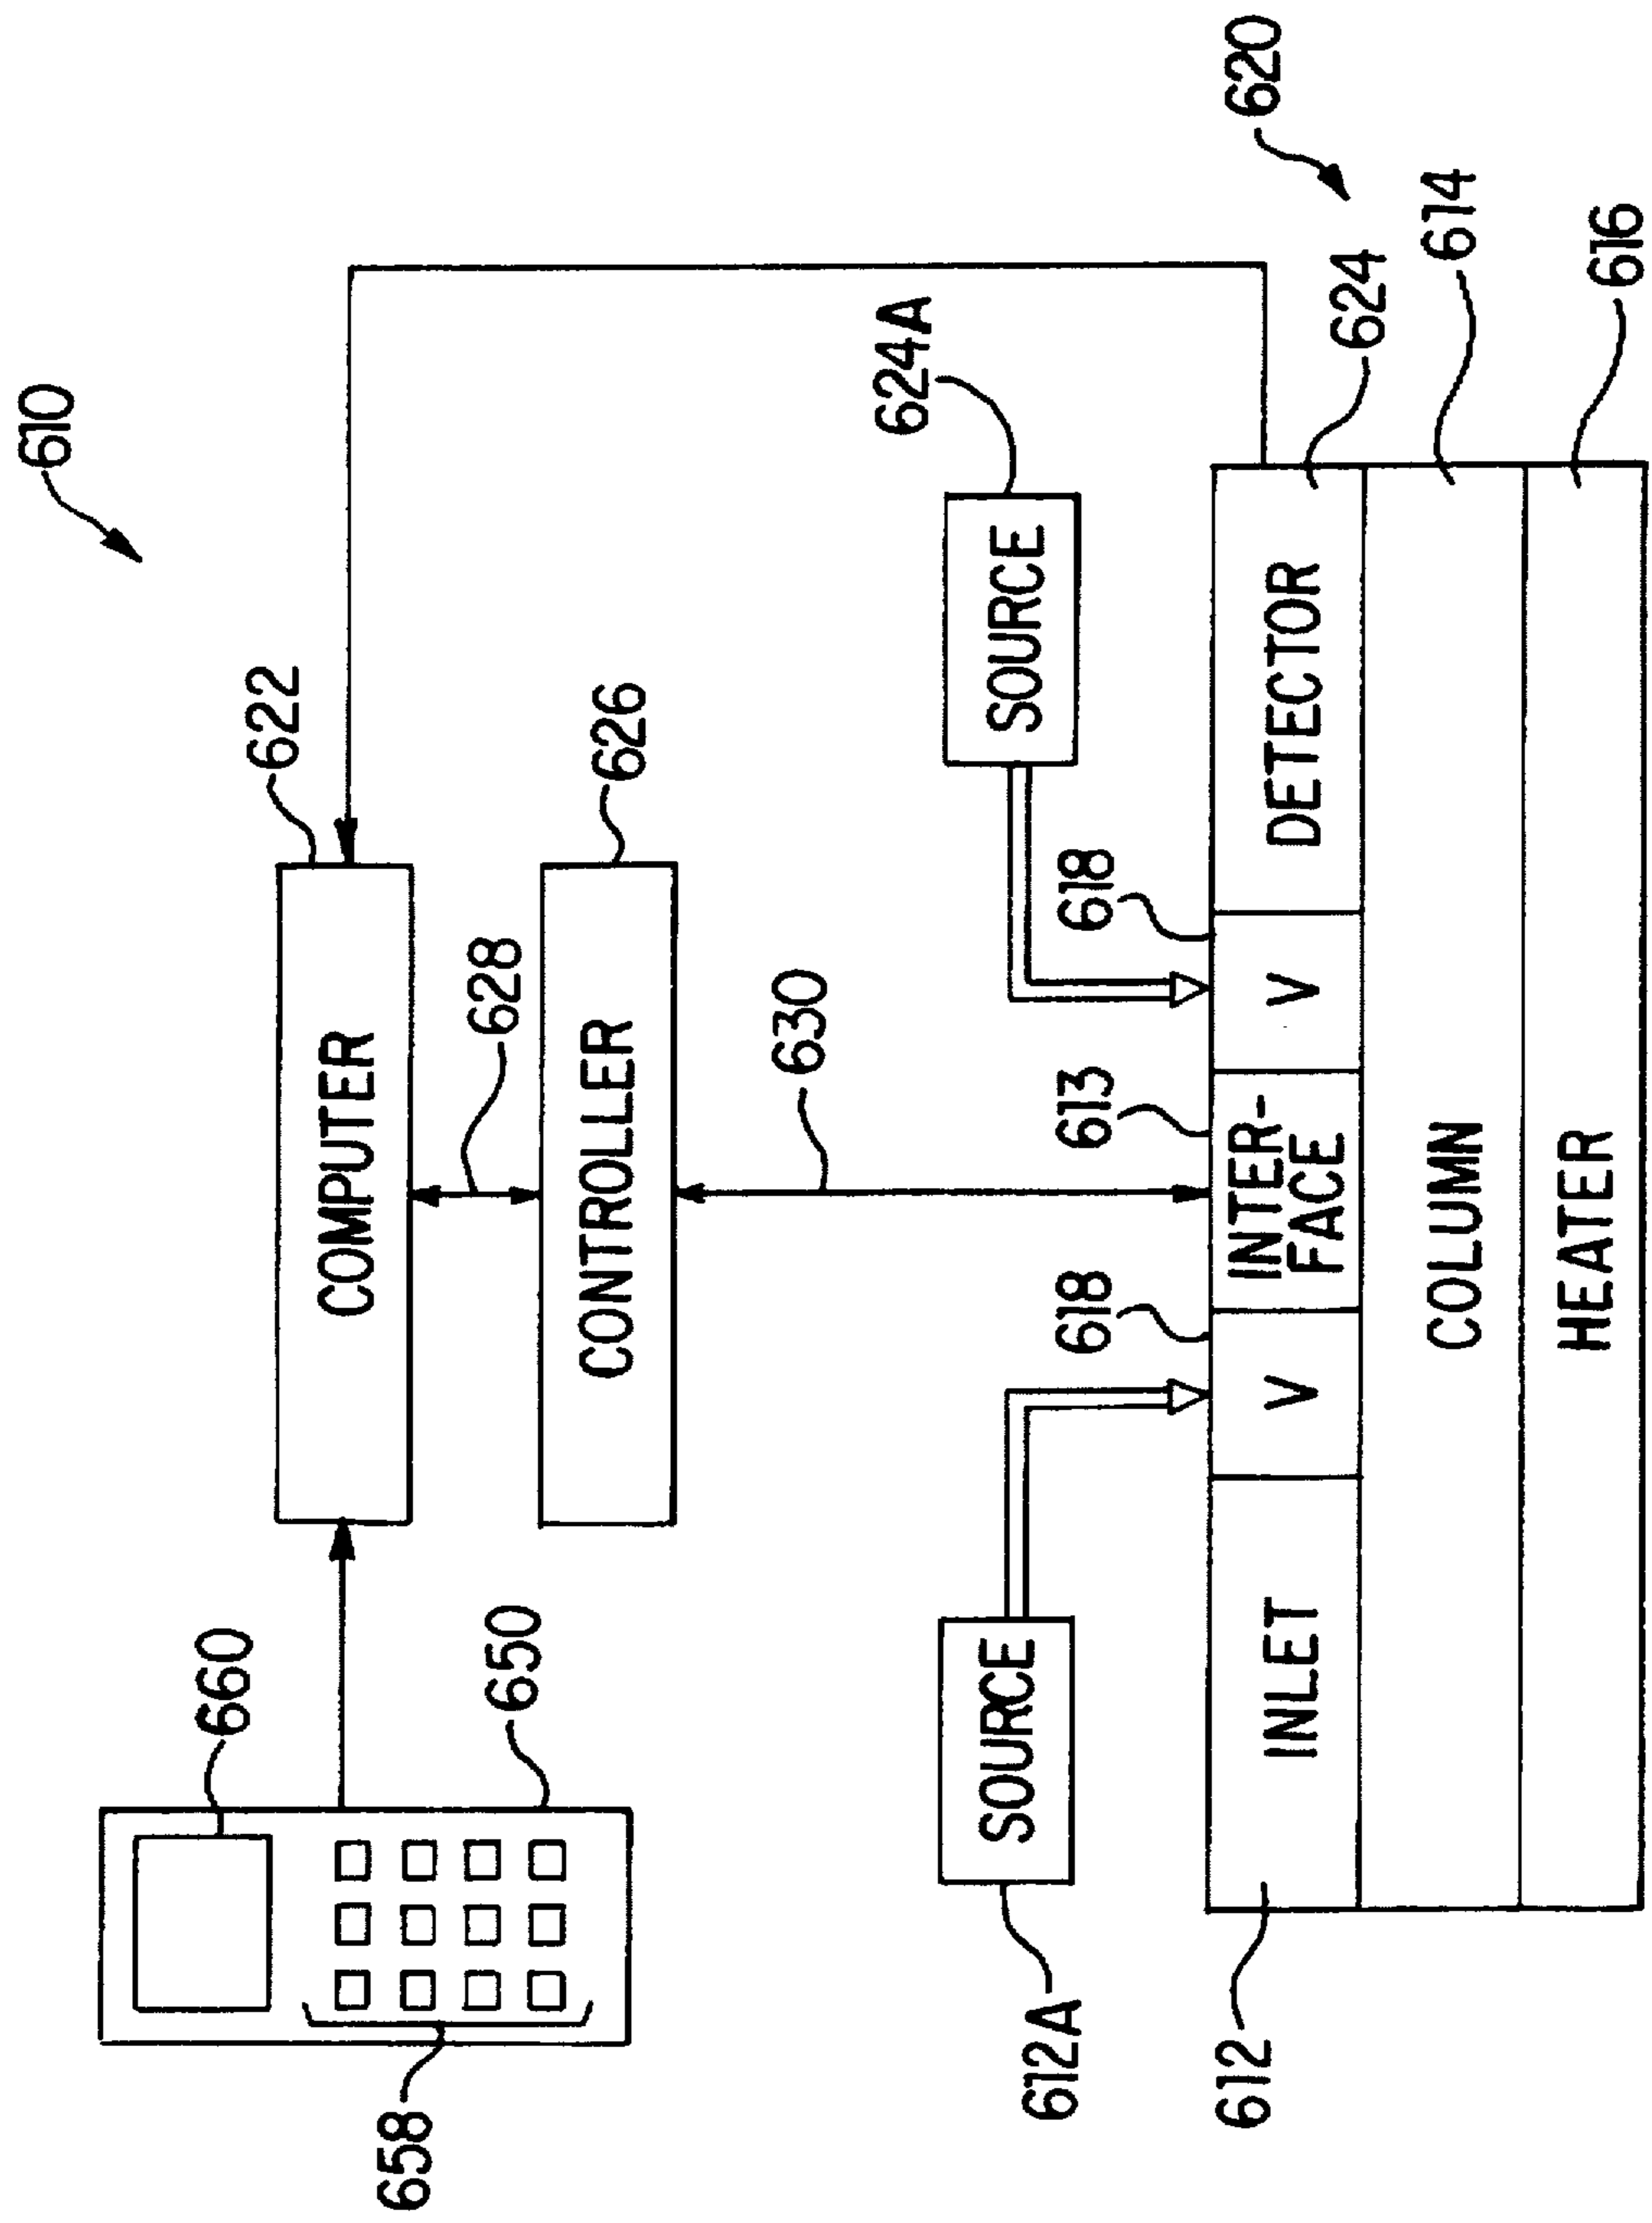 610
660
622
COMPUTER
628
650
626
CONTROLLER
658
630
624A
SOURCE
SOURCE
612A
620
618
613
618
624
612
INLET
V
INTER-
FACE
V
DETECTOR
614
COLUMN
616
HEATER